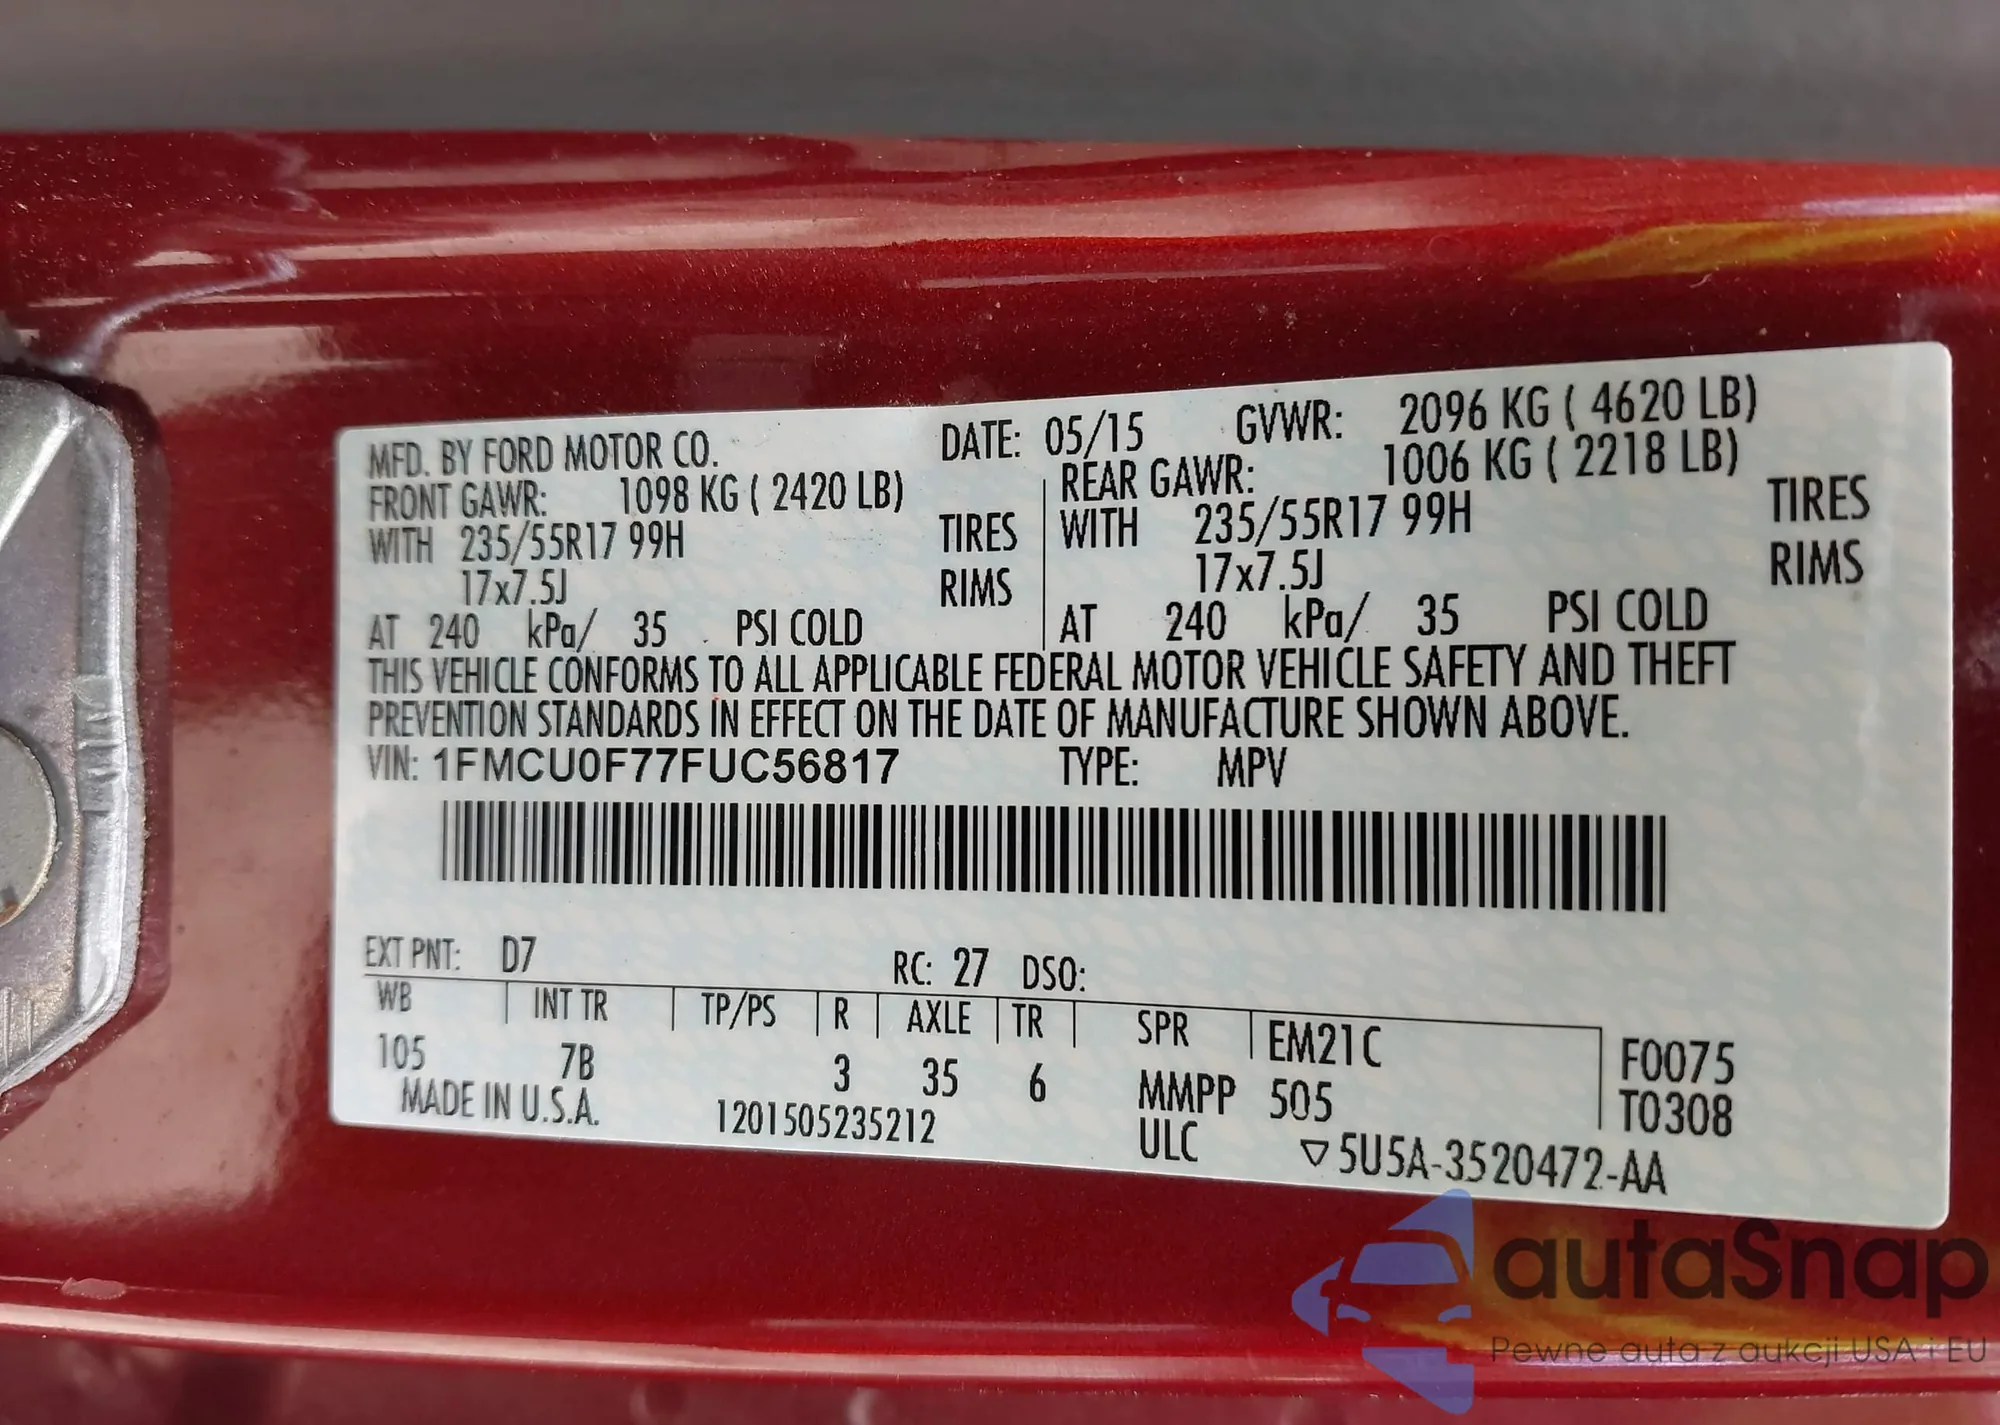 MFD. BY FORD MOTOR CO. DATE: 05/15 GVWR: 2096 KG ( 4620 LB)
FRONT GAWR: 1098 KG ( 2420 LB) REAR GAWR: 1006 KG ( 2218 LB)
WITH 235/55R17 99H TIRES WITH 235/55R17 99H TIRES
17x7.5J RIMS 17x7.5J RIMS
AT 240 kPa/ 35 PSI COLD AT 240 kPa/ 35 PSI COLD
THIS VEHICLE CONFORMS TO ALL APPLICABLE FEDERAL MOTOR VEHICLE SAFETY AND THEFT
PREVENTION STANDARDS IN EFFECT ON THE DATE OF MANUFACTURE SHOWN ABOVE.
VIN: 1FMCU0F77FUC56817 TYPE: MPV
EXT PNT: D7 RC: 27 DSO:
WB INT TR TP/PS R AXLE TR SPR EM21C F0075
105 7B 3 35 6 MMPP 505 T0308
MADE IN U.S.A. 1201505235212 ULC ▽5U5A-3520472-AA
autaSnap
Pewne auta z aukcji USA i EU